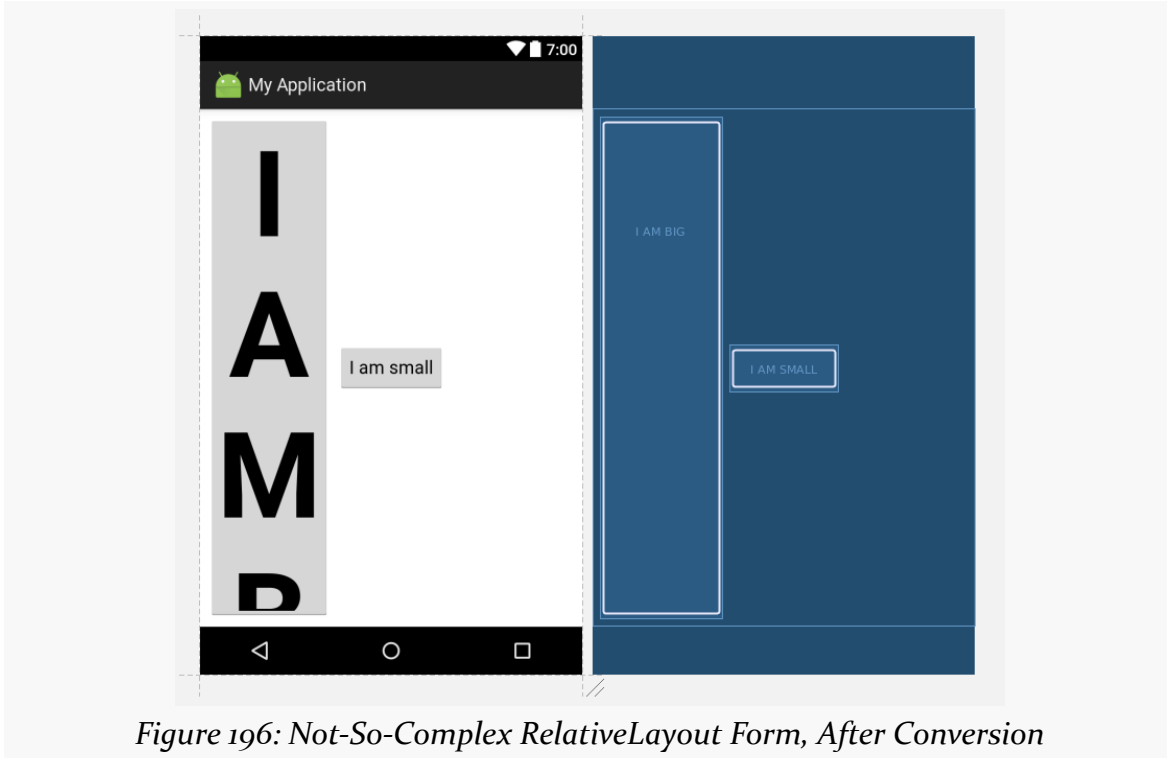 7:00
My Application
I
A
M
B
I am small
I AM BIG
I AM SMALL
Figure 196: Not-So-Complex RelativeLayout Form, After Conversion